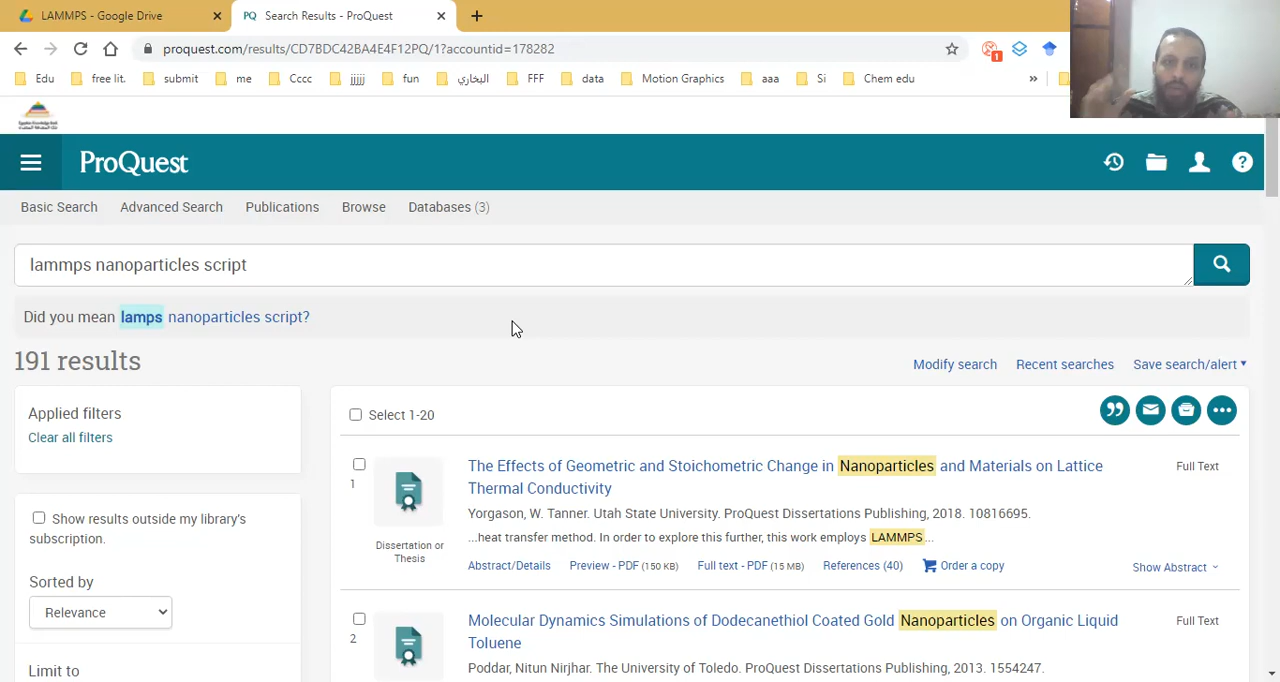 LAMMPS - Google Drive
PQ Search Results - ProQuest
proquest.com/results/CD7BDC42BA4E4F12PQ/1?accountid=178282
1
Edu free lit. submit me Cccc jjjjj fun البخاري FFF data Motion Graphics aaa Si Chem edu »
ProQuest
Basic Search Advanced Search Publications Browse Databases (3)
lammps nanoparticles script
Did you mean lamps nanoparticles script?
191 results
Modify search Recent searches Save search/alert
Applied filters
Clear all filters
Show results outside my library's
subscription.
Sorted by
Relevance
Limit to
Select 1-20
1
Dissertation or
Thesis
The Effects of Geometric and Stoichometric Change in Nanoparticles and Materials on Lattice
Thermal Conductivity
Full Text
Yorgason, W. Tanner. Utah State University. ProQuest Dissertations Publishing, 2018. 10816695.
...heat transfer method. In order to explore this further, this work employs LAMMPS...
Abstract/Details Preview - PDF (150 KB) Full text - PDF (15 MB) References (40) Order a copy
Show Abstract
2
Molecular Dynamics Simulations of Dodecanethiol Coated Gold Nanoparticles on Organic Liquid
Toluene
Full Text
Poddar, Nitun Nirjhar. The University of Toledo. ProQuest Dissertations Publishing, 2013. 1554247.